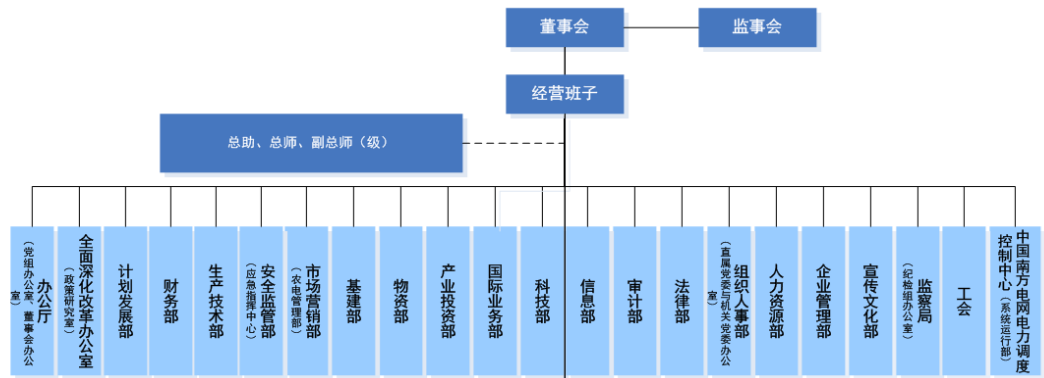 董事会
监事会
经营班子
总助、总师、副总师（级）
办公厅
（党组办公室、董事会办公室）
全面深化改革办公室
（政策研究室）
计划发展部
财务部
生产技术部
安全监管部
（应急指挥中心）
市场营销部
（农电管理部）
基建部
物资部
产业投资部
国际业务部
科技部
信息部
审计部
法律部
组织人事部
（直属党委与机关党委办公室）
人力资源部
企业管理部
宣传文化部
监察局
（纪检组办公室）
工会
中国南方电网电力调度
控制中心（系统运行部）